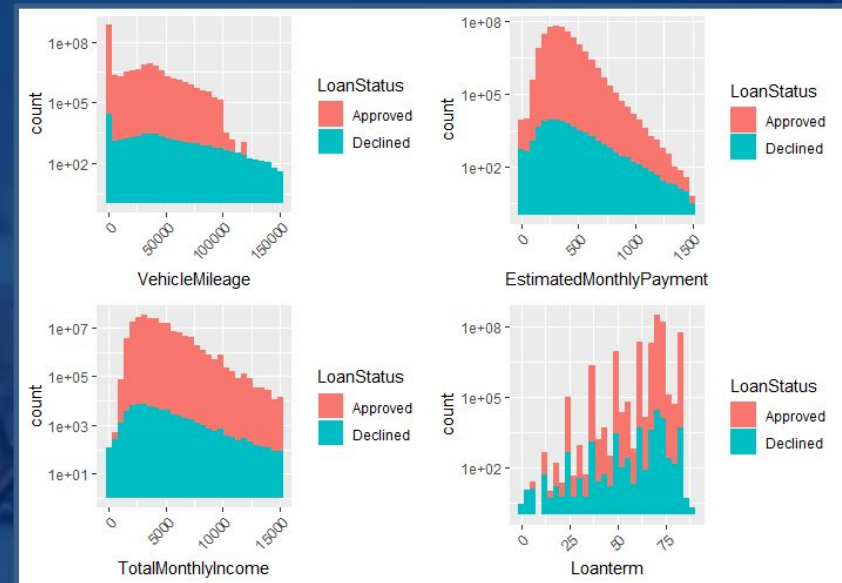 1e+08
1e+05
1e+02
count
0
50000
100000
150000
VehicleMileage
LoanStatus
Approved
Declined
1e+08
1e+05
1e+02
count
0
500
1000
1500
EstimatedMonthlyPayment
LoanStatus
Approved
Declined
1e+07
1e+05
1e+03
1e+01
count
0
5000
10000
15000
TotalMonthlyIncome
LoanStatus
Approved
Declined
1e+08
1e+05
1e+02
count
0
25
50
75
Loanterm
LoanStatus
Approved
Declined